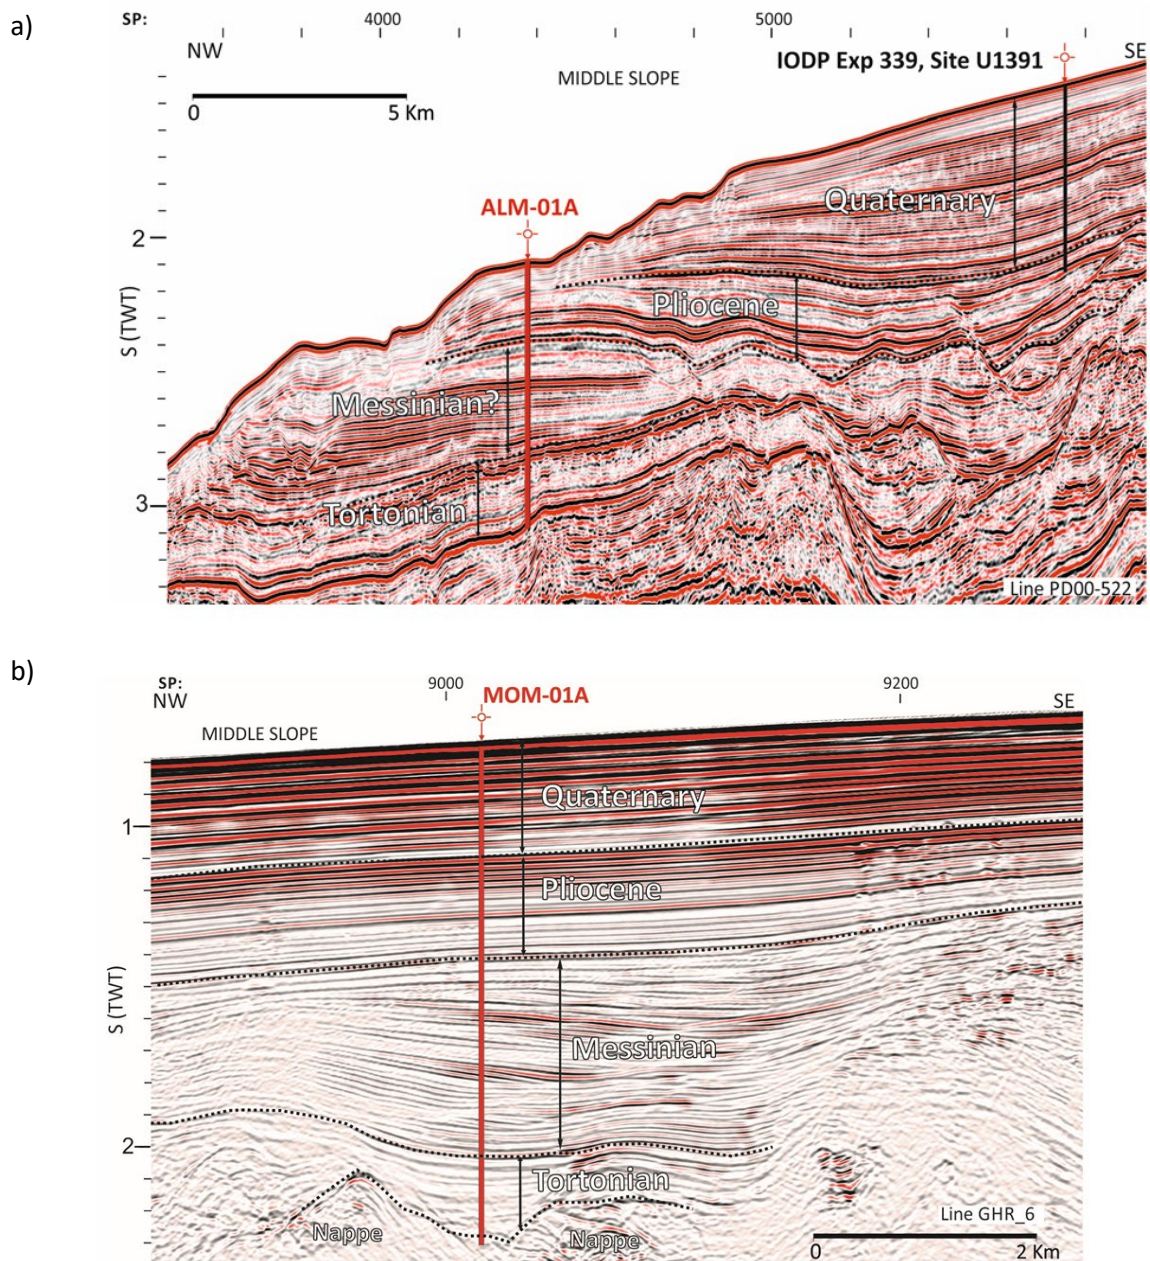 a)
SP: 4000 5000
NW
SE
IODP Exp 339, Site U1391
MIDDLE SLOPE
0 5 Km
ALM-01A
Quaternary
2
Pliocene
S (TWT)
Messinian?
3
Tortonian
Line PD00-522
b)
SP: 9000 9200
NW
MOM-01A
SE
MIDDLE SLOPE
Quaternary
1
Pliocene
S (TWT)
Messinian
2
Tortonian
Line GHR_6
Nappe
Nappe
0 2 Km